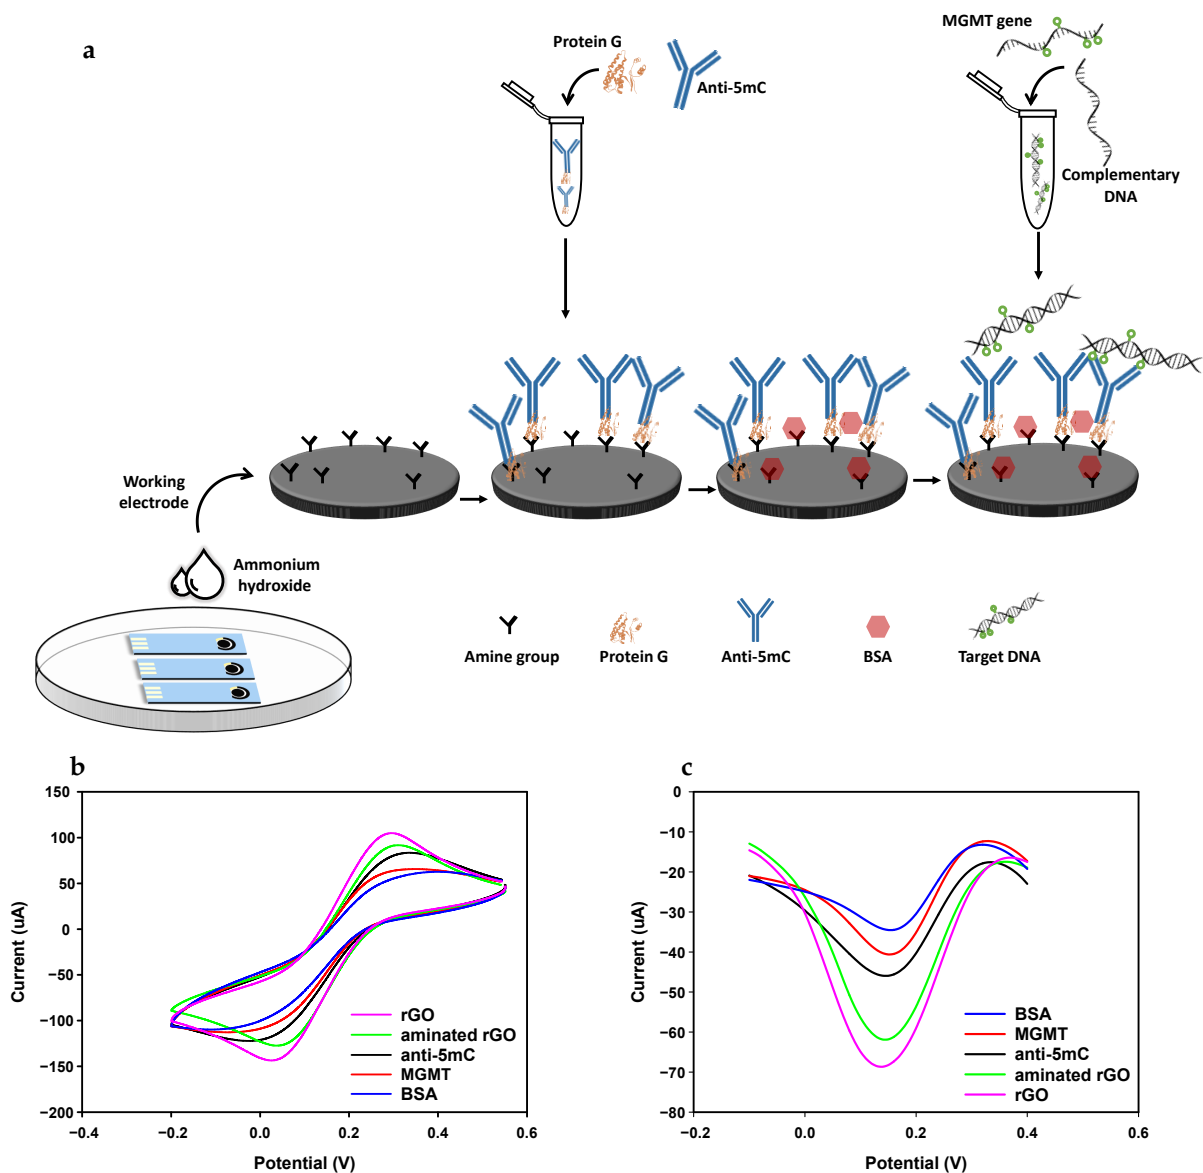 a
Protein G
Anti-5mC
MGMT gene
Complementary
DNA
Working
electrode
Ammonium
hydroxide
Amine group
Protein G
Anti-5mC
BSA
Target DNA
b
150
100
50
0
−50
−100
−150
−200
Current (uA)
−0.4
−0.2
0.0
0.2
0.4
0.6
Potential (V)
rGO
aminated rGO
anti-5mC
MGMT
BSA
c
0
−10
−20
−30
−40
−50
−60
−70
−80
Current (uA)
−0.2
0.0
0.2
0.4
0.6
Potential (V)
BSA
MGMT
anti-5mC
aminated rGO
rGO